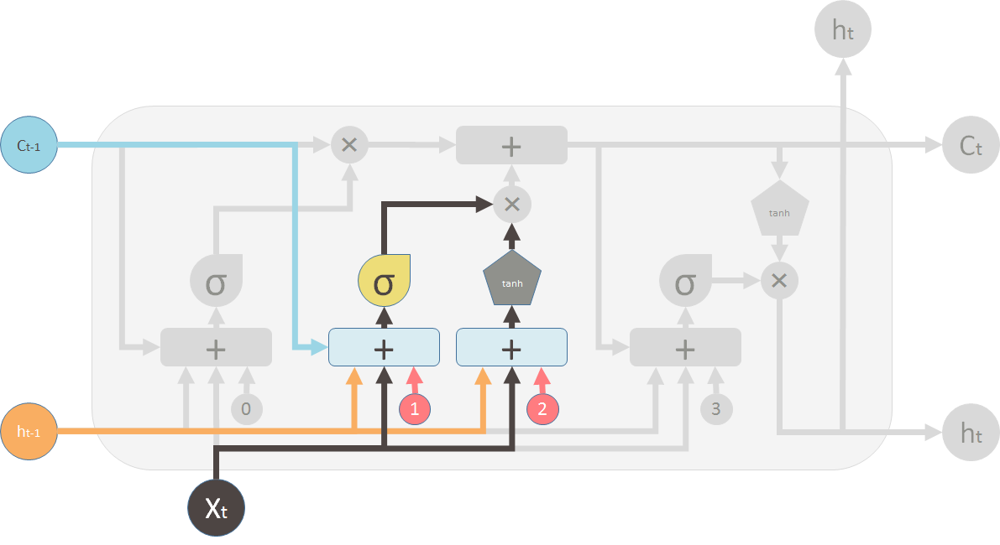 ht
Ct-1
×
+
Ct
×
tanh
σ
σ
tanh
σ
×
+
+
+
+
0
1
2
3
ht-1
ht
Xt